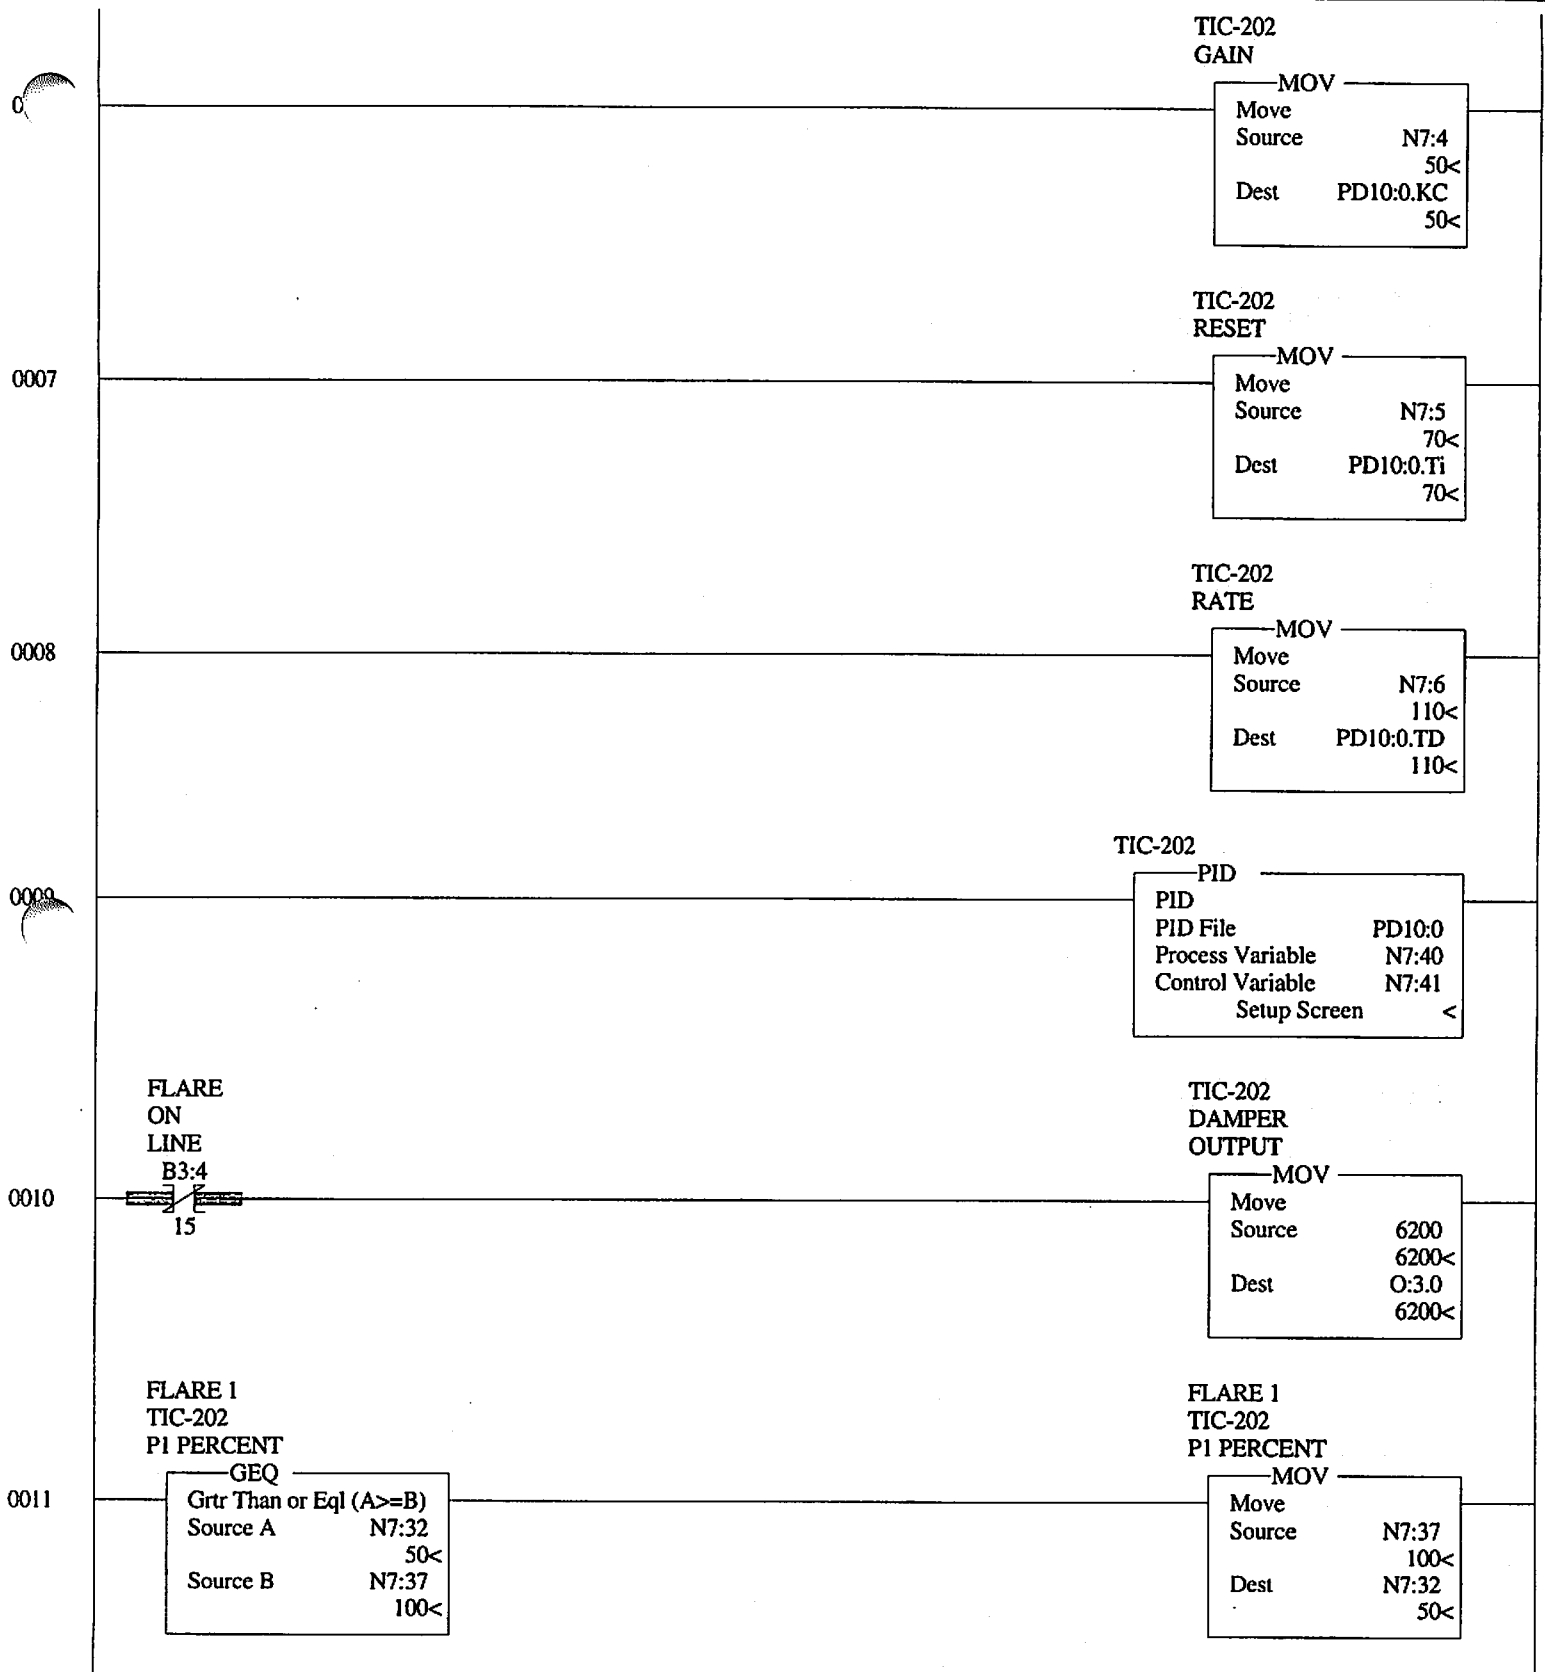 TIC-202
GAIN
MOV
Move
Source N7:4
50<
Dest PD10:0.KC
50<
TIC-202
RESET
MOV
0007
Move
Source N7:5
70<
Dest PD10:0.Ti
70<
TIC-202
RATE
MOV
0008
Move
Source N7:6
110<
Dest PD10:0.TD
110<
TIC-202
PID
0009
PID
PID File PD10:0
Process Variable N7:40
Control Variable N7:41
Setup Screen <
FLARE
ON
LINE
B3:4
15
0010
TIC-202
DAMPER
OUTPUT
MOV
Move
Source 6200
6200<
Dest O:3.0
6200<
FLARE 1
TIC-202
P1 PERCENT
GEQ
0011
Grtr Than or Eql (A>=B)
Source A N7:32
50<
Source B N7:37
100<
FLARE 1
TIC-202
P1 PERCENT
MOV
Move
Source N7:37
100<
Dest N7:32
50<